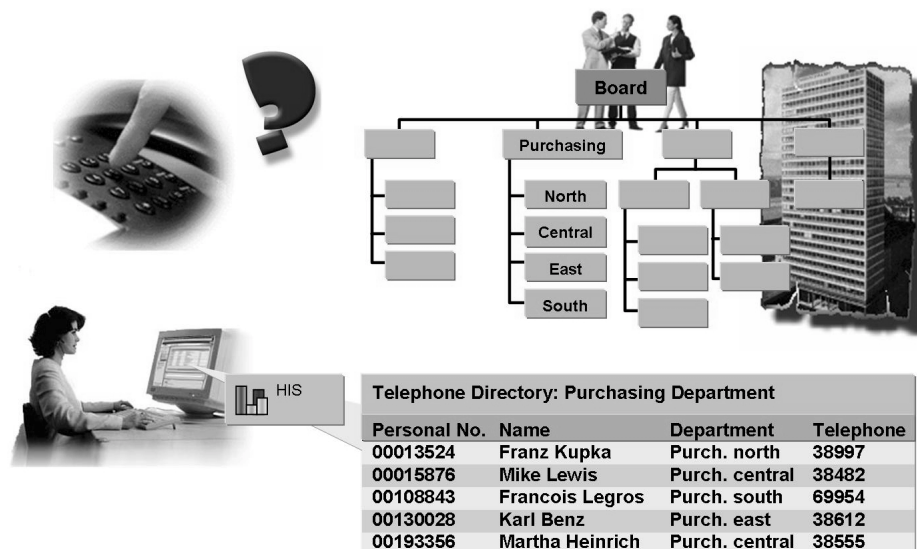 Board
Purchasing
North
Central
East
South
HIS
Telephone Directory: Purchasing Department
Personal No. Name Department Telephone
00013524 Franz Kupka Purch. north 38997
00015876 Mike Lewis Purch. central 38482
00108843 Francois Legros Purch. south 69954
00130028 Karl Benz Purch. east 38612
00193356 Martha Heinrich Purch. central 38555